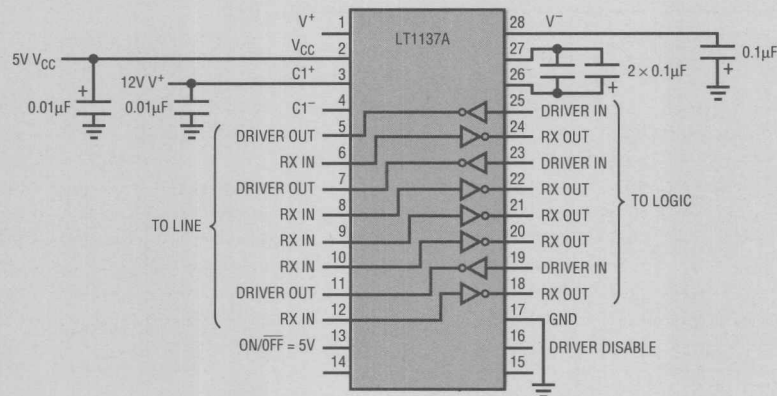 V+ 1 28 V−
LT1137A
5V VCC VCC 2 27
12V V+ C1+ 3 26 2 × 0.1µF 0.1µF
+ + +
0.01µF 0.01µF C1− 4 25 DRIVER IN
DRIVER OUT 5 24 RX OUT
RX IN 6 23 DRIVER IN
DRIVER OUT 7 22 RX OUT
TO LINE RX IN 8 21 RX OUT TO LOGIC
RX IN 9 20 RX OUT
RX IN 10 19 DRIVER IN
DRIVER OUT 11 18 RX OUT
RX IN 12 17 GND
ON/OFF = 5V 13 16 DRIVER DISABLE
14 15